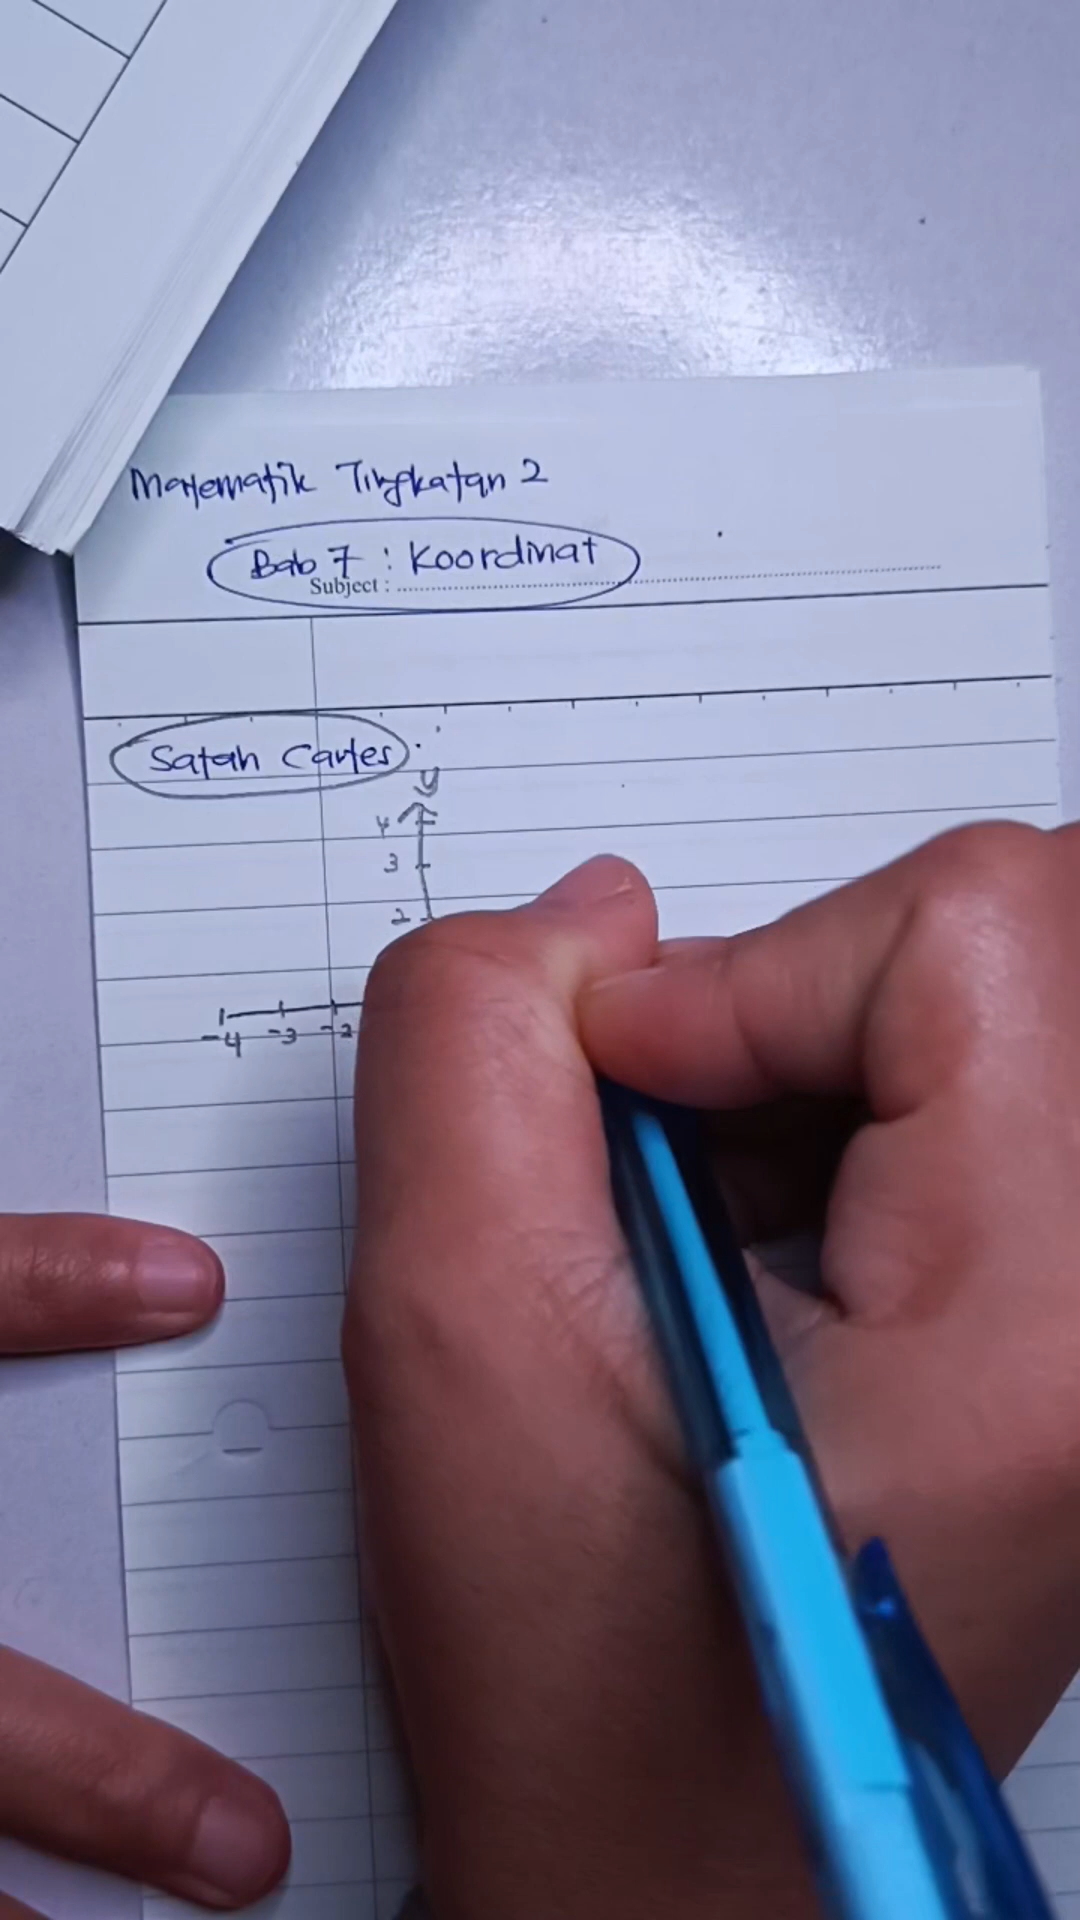 Matematik Tingkatan 2
Bab 7 : Koordinat
Subject :
Satah Cartes
y
4
3
2
-4 -3 -2